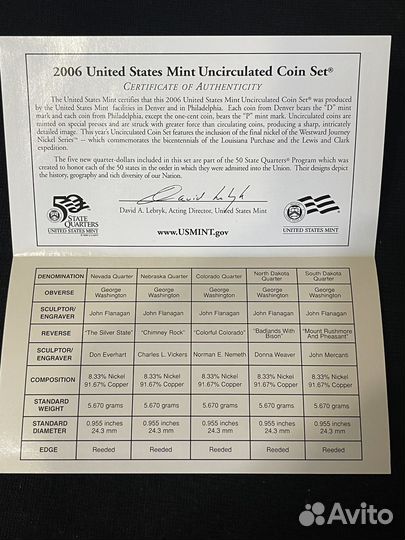 2006 United States Mint Uncirculated Coin Set®
CERTIFICATE OF AUTHENTICITY
The United States Mint certifies that this 2006 United States Mint Uncirculated Coin Set® was produced
by the United States Mint facilities in Denver and in Philadelphia. Each coin from Denver bears the "D" mint
mark and each coin from Philadelphia, except the one-cent coin, bears the "P" mint mark. Uncirculated coins are
minted on special presses and are struck with greater force than circulating coins, producing a sharp, intricately
detailed image. This year's Uncirculated Coin Set features the inclusion of the final nickel of the Westward Journey
Nickel Series™ – which commemorates the bicentennials of the Louisiana Purchase and the Lewis and Clark
expedition.
The five new quarter-dollars included in this set are part of the 50 State Quarters® Program which was
created to honor each of the 50 states in the order in which they were admitted into the Union. Their designs depict
the history, geography and rich diversity of our Nation.
David Lebryk
50 STATE
QUARTERS
UNITED STATES MINT
David A. Lebryk, Acting Director, United States Mint
www.USMINT.gov
UNITED STATES MINT
DENOMINATION Nevada Quarter Nebraska Quarter Colorado Quarter North Dakota Quarter South Dakota Quarter
OBVERSE George Washington George Washington George Washington George Washington George Washington
SCULPTOR/ENGRAVER John Flanagan John Flanagan John Flanagan John Flanagan John Flanagan
REVERSE "The Silver State" "Chimney Rock" "Colorful Colorado" "Badlands With Bison" "Mount Rushmore And Pheasant"
SCULPTOR/ENGRAVER Don Everhart Charles L. Vickers Norman E. Nemeth Donna Weaver John Mercanti
COMPOSITION 8.33% Nickel 91.67% Copper 8.33% Nickel 91.67% Copper 8.33% Nickel 91.67% Copper 8.33% Nickel 91.67% Copper 8.33% Nickel 91.67% Copper
STANDARD WEIGHT 5.670 grams 5.670 grams 5.670 grams 5.670 grams 5.670 grams
STANDARD DIAMETER 0.955 inches 24.3 mm 0.955 inches 24.3 mm 0.955 inches 24.3 mm 0.955 inches 24.3 mm 0.955 inches 24.3 mm
EDGE Reeded Reeded Reeded Reeded Reeded
Avito